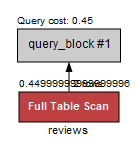 Query cost: 0.45
query_block #1
Full Table Scan
reviews